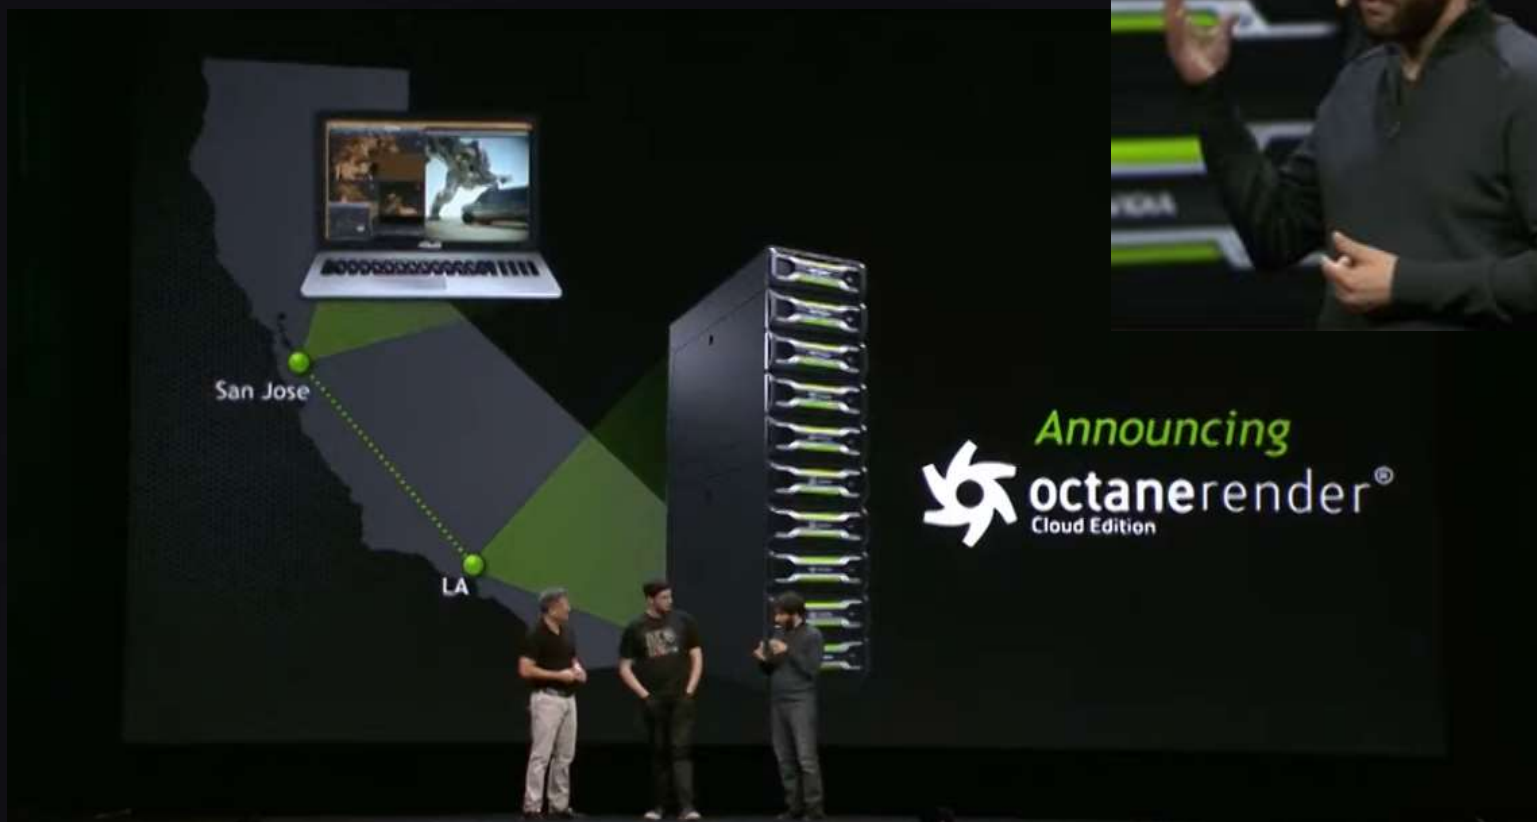 San Jose
LA
Announcing
octanerender®
Cloud Edition